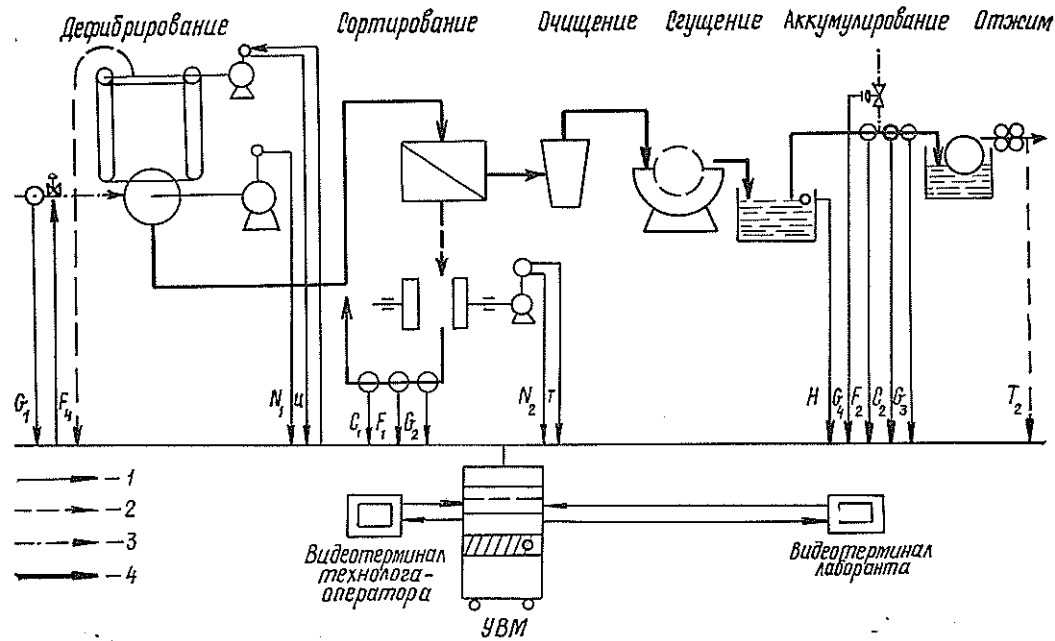 Дефибрирование
Сортирование
Очищение
Сгущение
Аккумулирование
Отжим
G1
F4
N1
и
C1
F1
G2
N2
T
H
G4
F2
C2
G3
T2
— 1
— 2
— 3
— 4
Видеотерминал
технолога-
оператора
УВМ
Видеотерминал
лаборанта